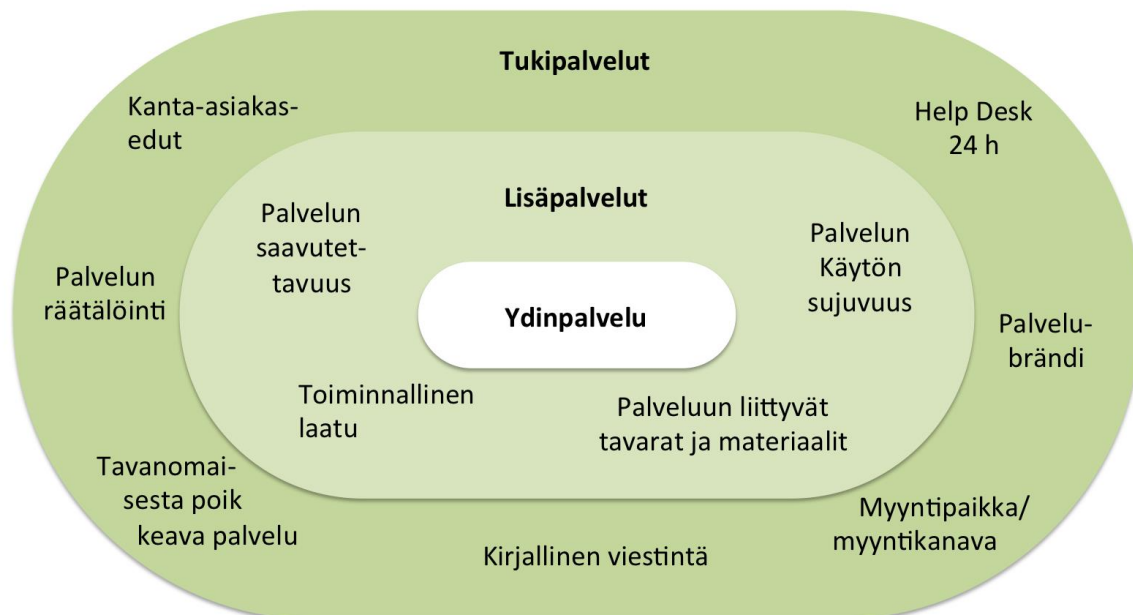 Tukipalvelut
Kanta-asiakas-
edut
Help Desk
24 h
Lisäpalvelut
Palvelun
saavutet-
tavuus
Palvelun
Käytön
sujuvuus
Palvelun
räätälöinti
Ydinpalvelu
Palvelu-
brändi
Toiminnallinen
laatu
Palveluun liittyvät
tavarat ja materiaalit
Tavanomai-
sesta poik
keava palvelu
Kirjallinen viestintä
Myyntipaikka/
myyntikanava